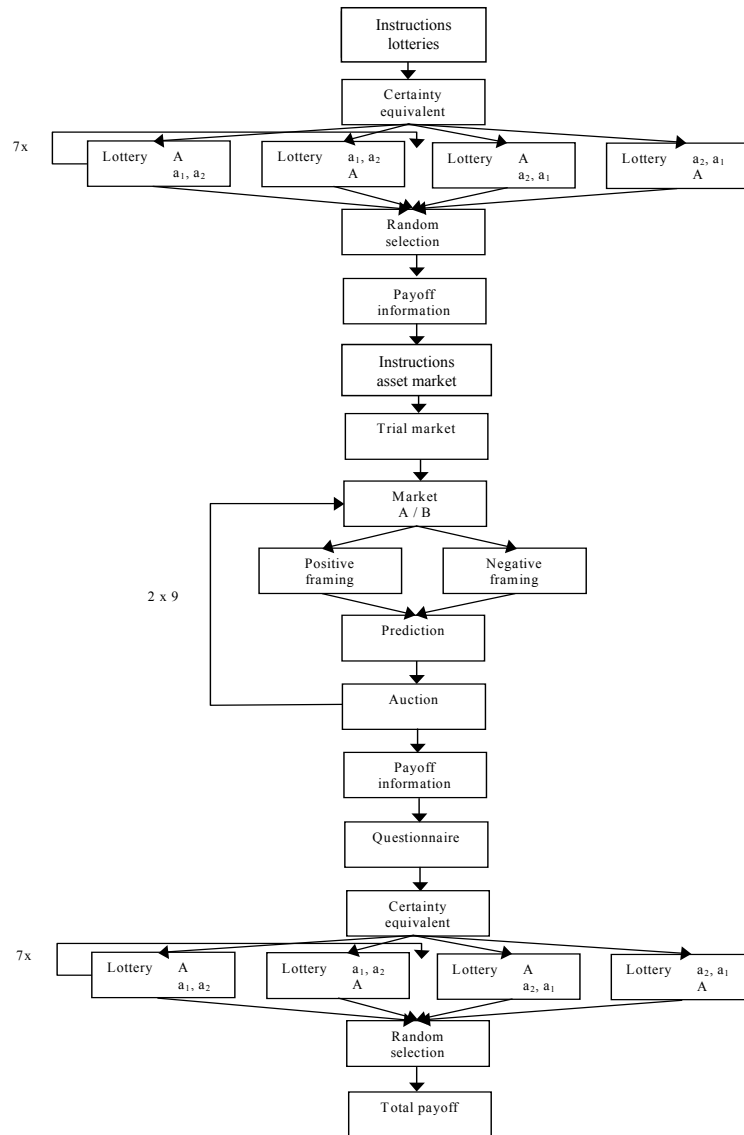 Instructions
lotteries
Certainty
equivalent
7x
Lottery A
a₁, a₂
Lottery a₁, a₂
A
Lottery A
a₂, a₁
Lottery a₂, a₁
A
Random
selection
Payoff
information
Instructions
asset market
Trial market
Market
A / B
Positive
framing
Negative
framing
2 x 9
Prediction
Auction
Payoff
information
Questionnaire
Certainty
equivalent
7x
Lottery A
a₁, a₂
Lottery a₁, a₂
A
Lottery A
a₂, a₁
Lottery a₂, a₁
A
Random
selection
Total payoff